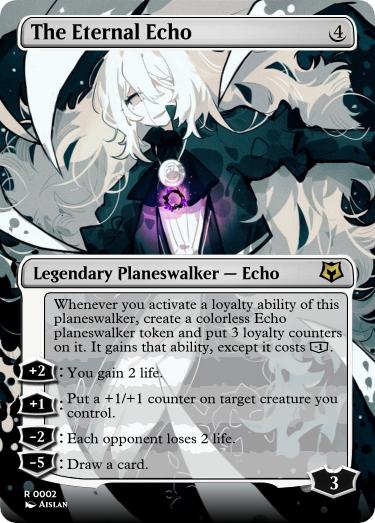 The Eternal Echo 4
Legendary Planeswalker — Echo
Whenever you activate a loyalty ability of this
planeswalker, create a colorless Echo
planeswalker token and put 3 loyalty counters
on it. It gains that ability, except it costs -1.
+2: You gain 2 life.
+1: Put a +1/+1 counter on target creature you
control.
-2: Each opponent loses 2 life.
-5: Draw a card.
3
R 0002
AISLAN